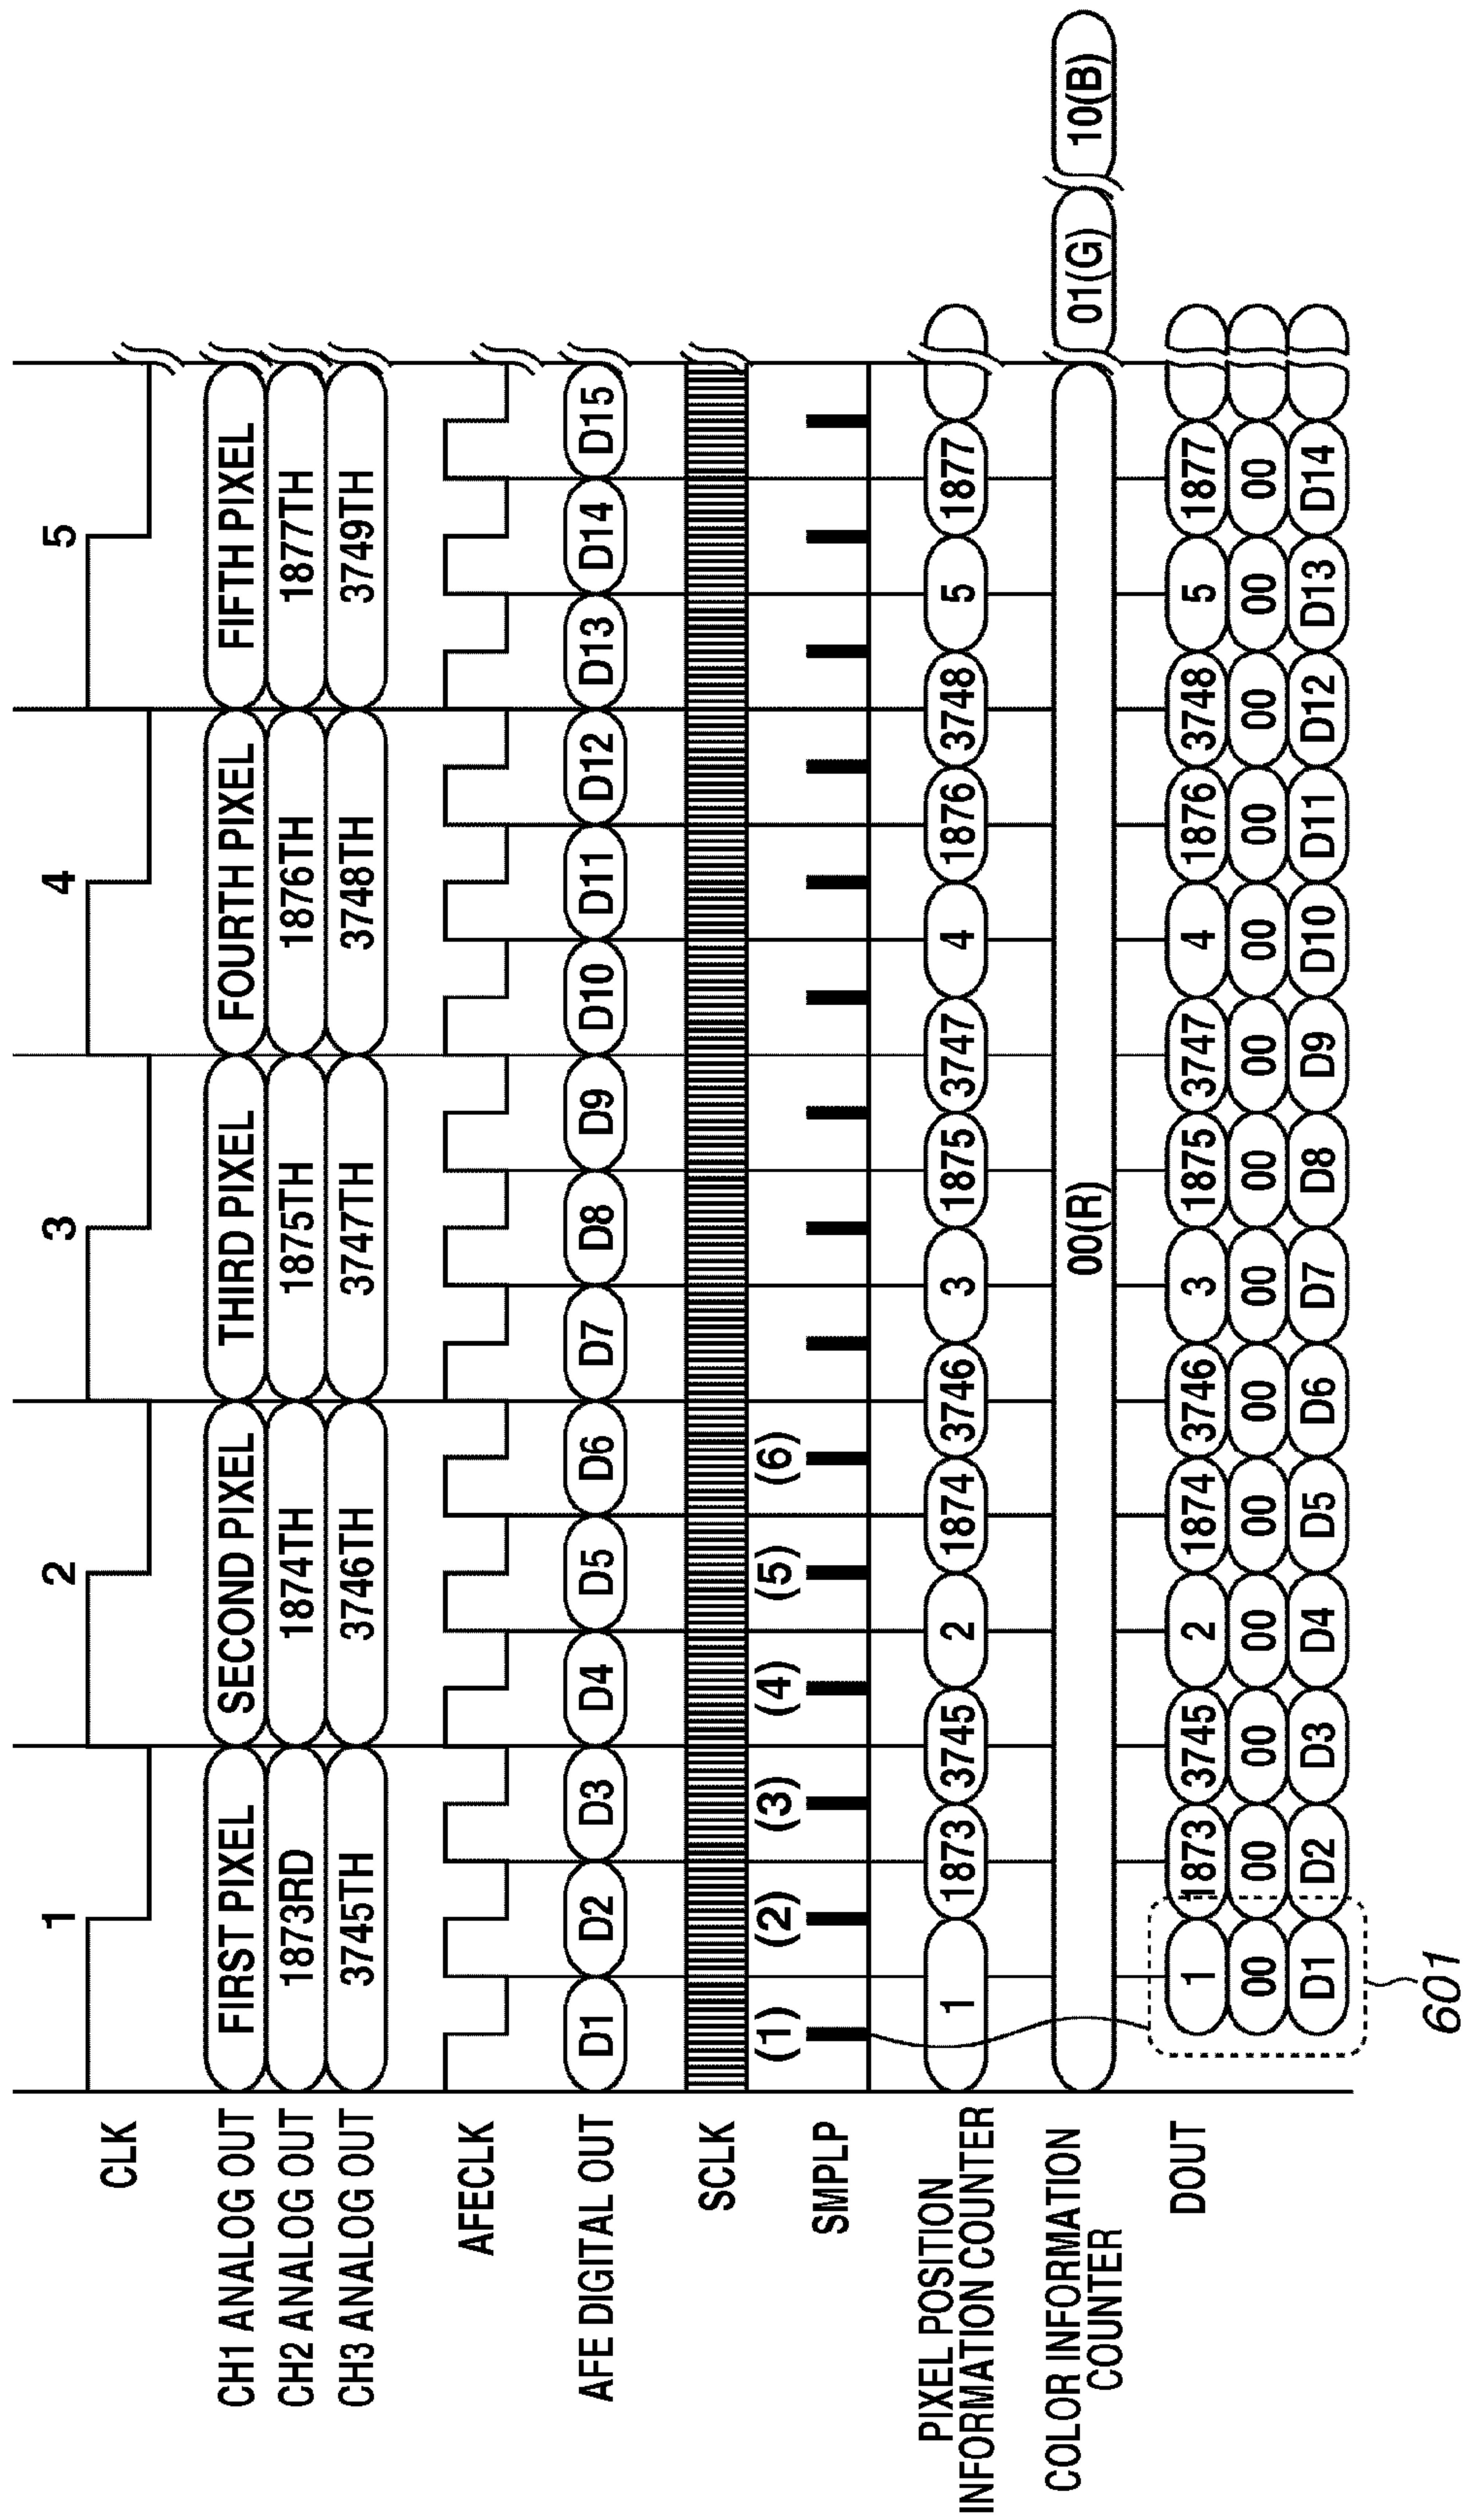 1 2 3 4 5
CLK
CH1 ANALOG OUT FIRST PIXEL SECOND PIXEL THIRD PIXEL FOURTH PIXEL FIFTH PIXEL
CH2 ANALOG OUT 1873RD 1874TH 1875TH 1876TH 1877TH
CH3 ANALOG OUT 3745TH 3746TH 3747TH 3748TH 3749TH
AFECLK
AFE DIGITAL OUT D1 D2 D3 D4 D5 D6 D7 D8 D9 D10 D11 D12 D13 D14 D15
SCLK
(1) (2) (3) (4) (5) (6)
SMPLP
PIXEL POSITION
INFORMATION COUNTER 1 1873 3745 2 1874 3746 3 1875 3747 4 1876 3748 5 1877
COLOR INFORMATION
COUNTER 00(R) 01(G) 10(B)
DOUT 1 1873 3745 2 1874 3746 3 1875 3747 4 1876 3748 5 1877
00 00 00 00 00 00 00 00 00 00 00 00 00 00
D1 D2 D3 D4 D5 D6 D7 D8 D9 D10 D11 D12 D13 D14
601